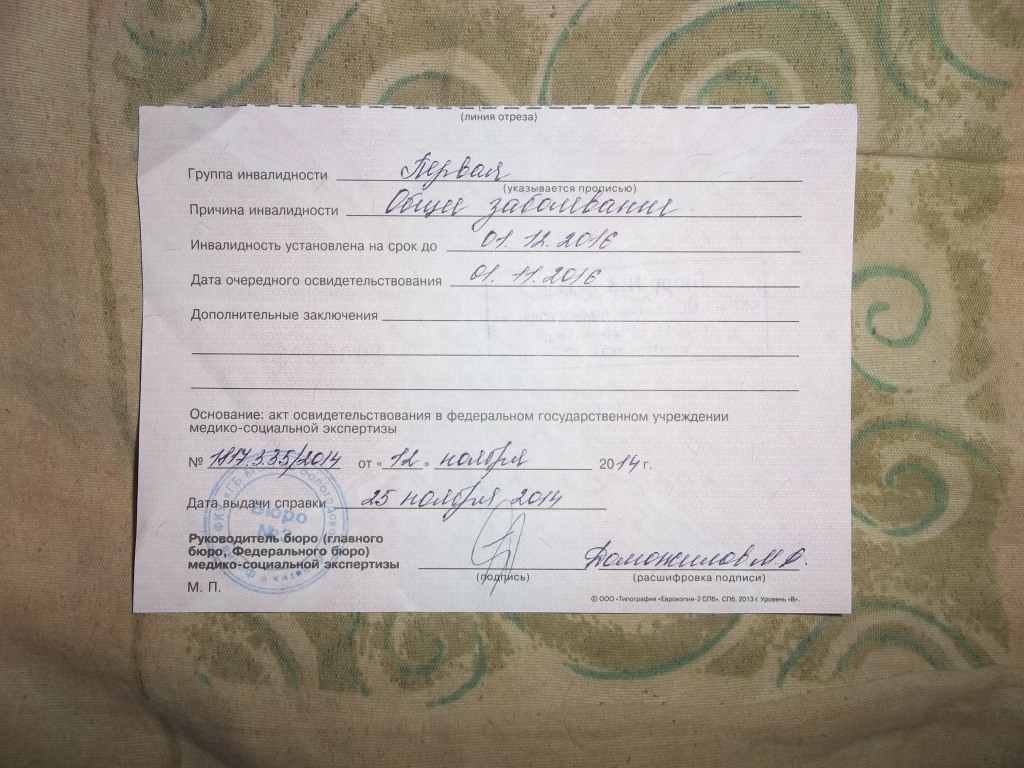 (линия отреза)
Группа инвалидности Первая
(указывается прописью)
Причина инвалидности Общее заболевание
Инвалидность установлена на срок до 01. 12. 2016
Дата очередного освидетельствования 01. 11. 2016
Дополнительные заключения
Основание: акт освидетельствования в федеральном государственном учреждении
медико-социальной экспертизы
№ 1817.3.35/2014 от «12» ноября 2014 г.
Дата выдачи справки 25 ноября 2014
Бюро
№3
Руководитель бюро (главного
бюро, Федерального бюро)
медико-социальной экспертизы Доможилов М. О.
(подпись) (расшифровка подписи)
М. П.
© ООО «Типография «Еврокопия-2 СПб». СПб. 2013 г. Уровень «В».